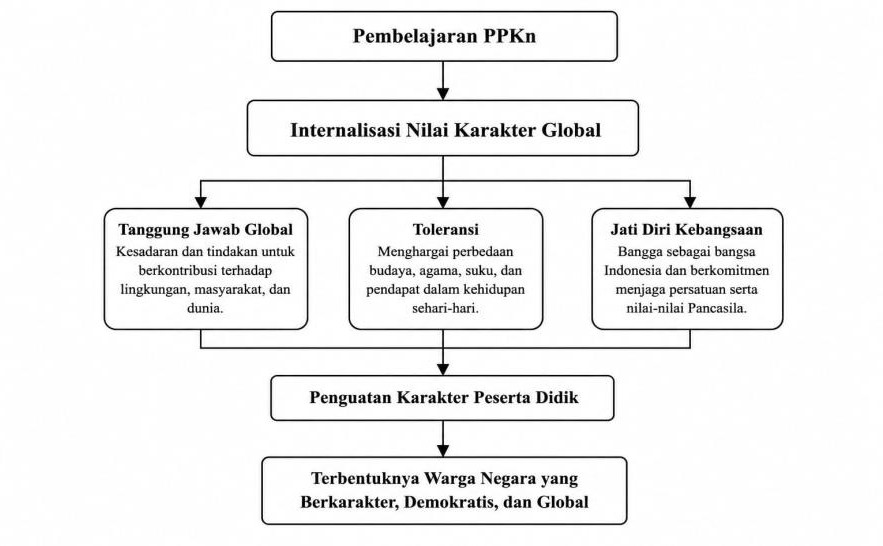 Pembelajaran PPKn
Internalisasi Nilai Karakter Global
Tanggung Jawab Global
Kesadaran dan tindakan untuk
berkontribusi terhadap
lingkungan, masyarakat, dan
dunia.
Toleransi
Menghargai perbedaan
budaya, agama, suku, dan
pendapat dalam kehidupan
sehari-hari.
Jati Diri Kebangsaan
Bangga sebagai bangsa
Indonesia dan berkomitmen
menjaga persatuan serta
nilai-nilai Pancasila.
Penguatan Karakter Peserta Didik
Terbentuknya Warga Negara yang
Berkarakter, Demokratis, dan Global